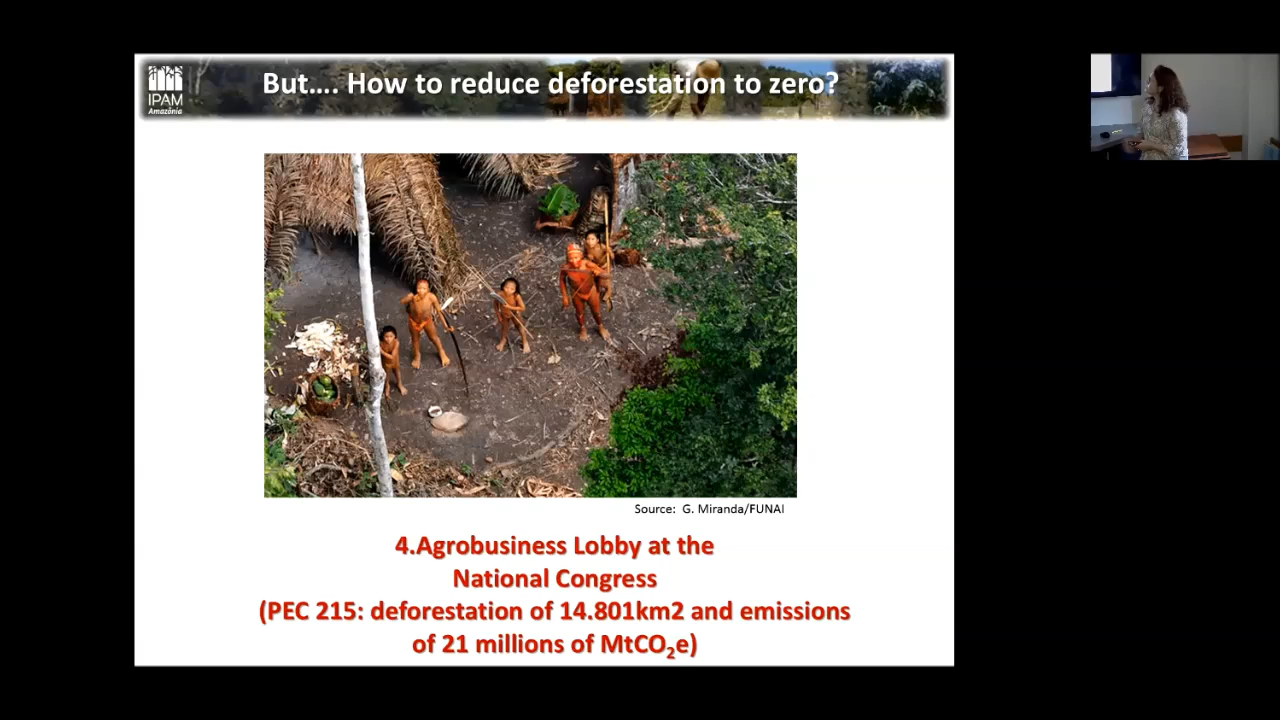 But.... How to reduce deforestation to zero?
IPAM
Amazônia
Source: G. Miranda/FUNAI
4.Agrobusiness Lobby at the
National Congress
(PEC 215: deforestation of 14.801km2 and emissions
of 21 millions of MtCO₂e)